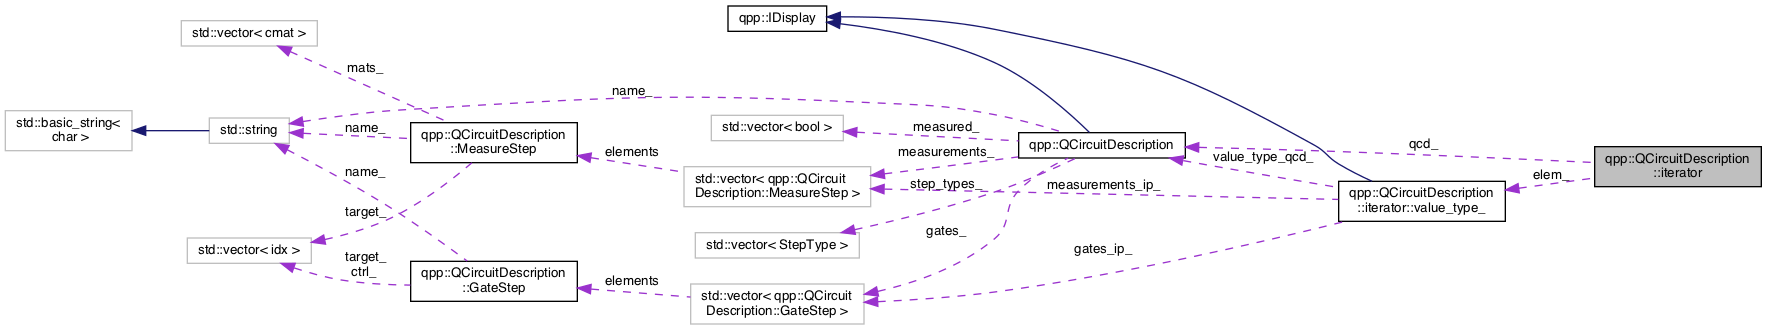 qpp::IDisplay
std::vector< cmat >
mats_
name_
std::basic_string<
char >
std::string
name_
qpp::QCircuitDescription
::MeasureStep
elements
std::vector< bool >
measured_
qpp::QCircuitDescription
qcd_
qpp::QCircuitDescription
::iterator
measurements_
value_type_qcd_
name_
std::vector< qpp::QCircuit
Description::MeasureStep >
step_types_
measurements_ip_
elem_
qpp::QCircuitDescription
::iterator::value_type_
target_
std::vector< idx >
std::vector< StepType >
gates_
gates_ip_
target_
ctrl_
qpp::QCircuitDescription
::GateStep
elements
std::vector< qpp::QCircuit
Description::GateStep >